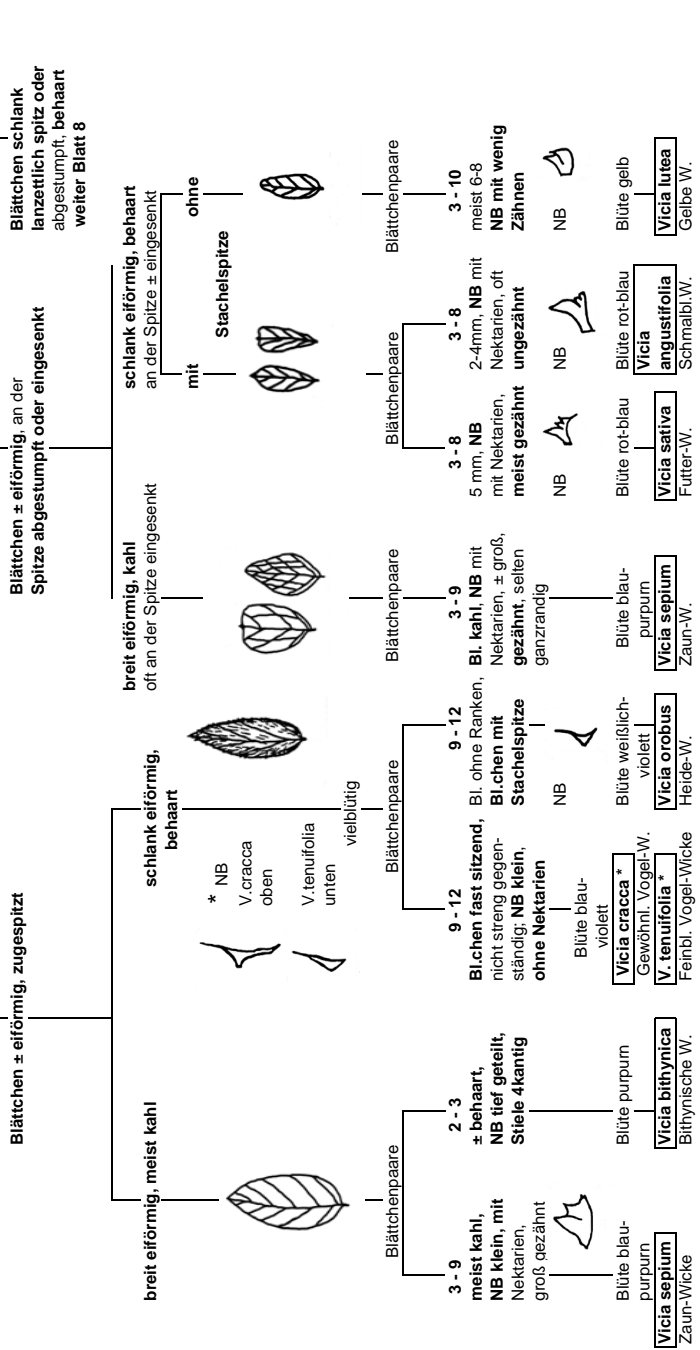 Blättchen ± eiförmig, zugespitzt
Blättchen ± eiförmig, an der
Spitze abgestumpft oder eingesenkt
Blättchen schlank
lanzettlich spitz oder
abgestumpft, behaart
weiter Blatt 8
breit eiförmig, meist kahl
schlank eiförmig,
behaart
breit eiförmig, kahl
oft an der Spitze eingesenkt
schlank eiförmig, behaart
an der Spitze ± eingesenkt
mit
ohne
Stachelspitze
* NB
V.cracca
oben
V.tenuifolia
unten
vielblütig
Blättchenpaare
Blättchenpaare
Blättchenpaare
Blättchenpaare
Blättchenpaare
3 - 9
meist kahl,
NB klein, mit
Nektarien,
groß gezähnt
Blüte blau-
purpurn
Vicia sepium
Zaun-Wicke
2 - 3
± behaart,
NB tief geteilt,
Stiele 4kantig
Blüte purpurn
Vicia bithynica
Bithynische W.
9 - 12
Bl.chen fast sitzend,
nicht streng gegen-
ständig; NB klein,
ohne Nektarien
Blüte blau-
violett
Vicia cracca *
Gewöhnl. Vogel-W.
V. tenuifolia *
Feinbl. Vogel-Wicke
9 - 12
Bl. ohne Ranken,
Bl.chen mit
Stachelspitze
NB
Blüte weißlich-
violett
Vicia orobus
Heide-W.
3 - 9
Bl. kahl, NB mit
Nektarien, ± groß,
gezähnt, selten
ganzrandig
Blüte blau-
purpurn
Vicia sepium
Zaun-W.
3 - 8
5 mm, NB
mit Nektarien,
meist gezähnt
NB
Blüte rot-blau
Vicia sativa
Futter-W.
3 - 8
2-4mm, NB mit
Nektarien, oft
ungezähnt
NB
Blüte rot-blau
Vicia
angustifolia
Schmalbl.W.
3 - 10
meist 6-8
NB mit wenig
Zähnen
NB
Blüte gelb
Vicia lutea
Gelbe W.